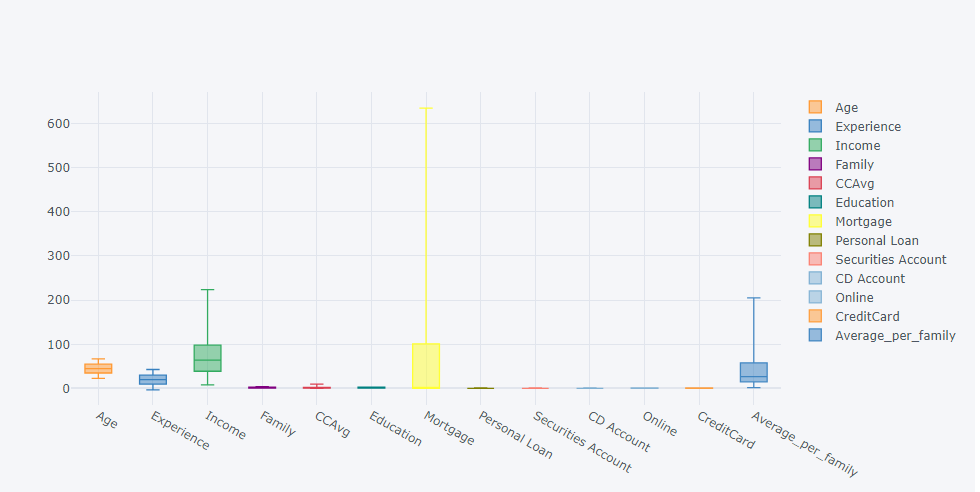 600
500
400
300
200
100
0
Age
Experience
Income
Family
CCAvg
Education
Mortgage
Personal Loan
Securities Account
CD Account
Online
CreditCard
Average_per_family
Age
Experience
Income
Family
CCAvg
Education
Mortgage
Personal Loan
Securities Account
CD Account
Online
CreditCard
Average_per_family